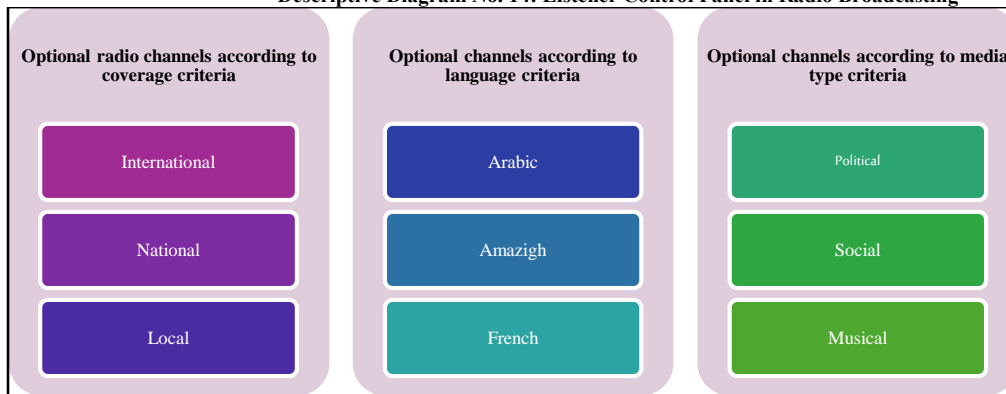 Descriptive Diagram No. 14: Listener Control Panel in Radio Broadcasting
Optional radio channels according to
coverage criteria
International
National
Local
Optional channels according to
language criteria
Arabic
Amazigh
French
Optional channels according to media
type criteria
Political
Social
Musical